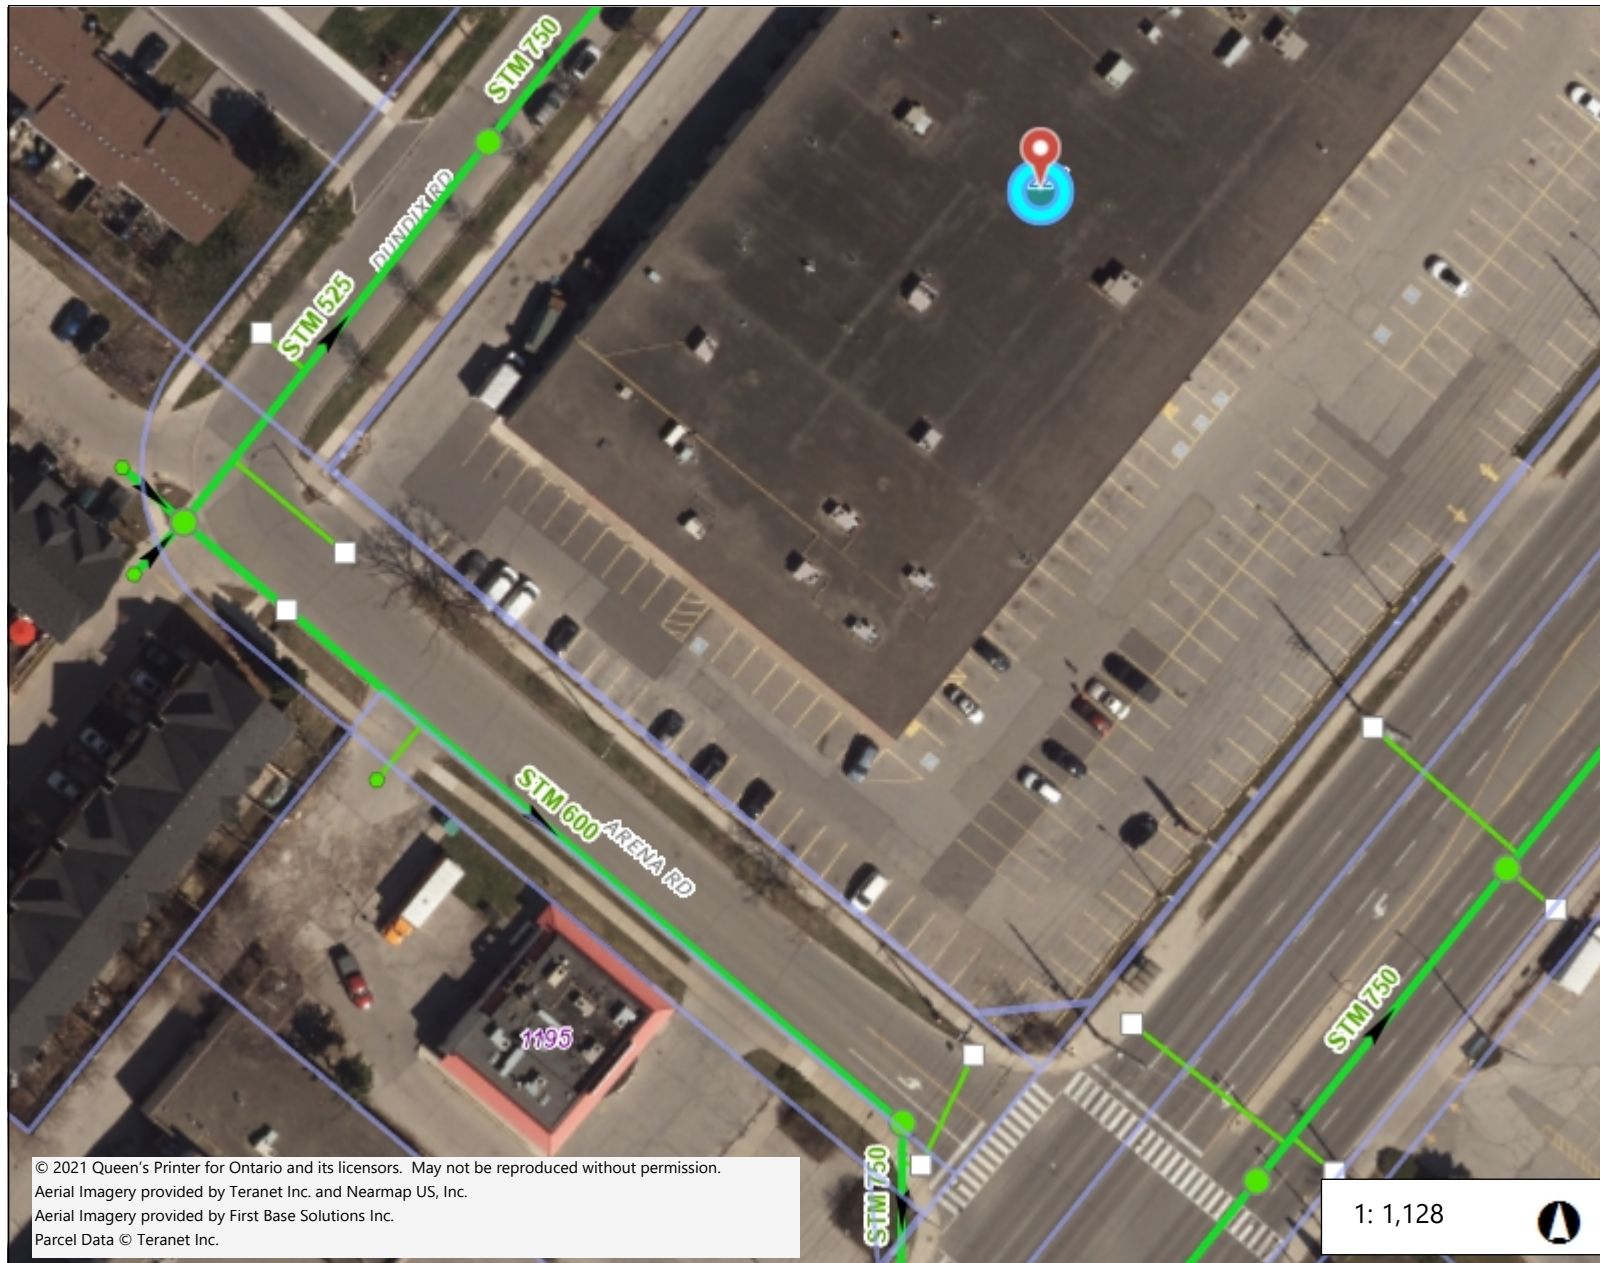 STM 750
DUNDIX RD
STM 525
STM 600
ARENA RD
1195
STM 750
STM 750
© 2021 Queen's Printer for Ontario and its licensors. May not be reproduced without permission.
Aerial Imagery provided by Teranet Inc. and Nearmap US, Inc.
Aerial Imagery provided by First Base Solutions Inc.
Parcel Data © Teranet Inc.
1: 1,128